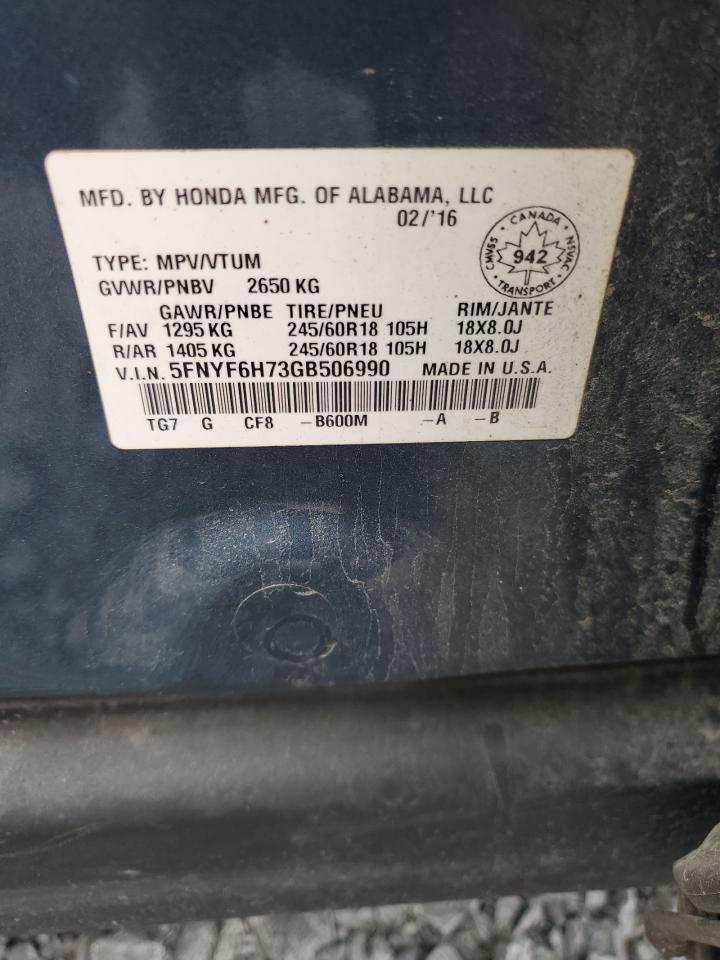 MFD. BY HONDA MFG. OF ALABAMA, LLC
02/'16
CANADA
CMVSS 942 NSVAC
TRANSPORT
TYPE: MPV/VTUM
GVWR/PNBV 2650 KG
GAWR/PNBE TIRE/PNEU RIM/JANTE
F/AV 1295 KG 245/60R18 105H 18X8.0J
R/AR 1405 KG 245/60R18 105H 18X8.0J
V.I.N. 5FNYF6H73GB506990 MADE IN U.S.A.
TG7 G CF8 -B600M -A -B